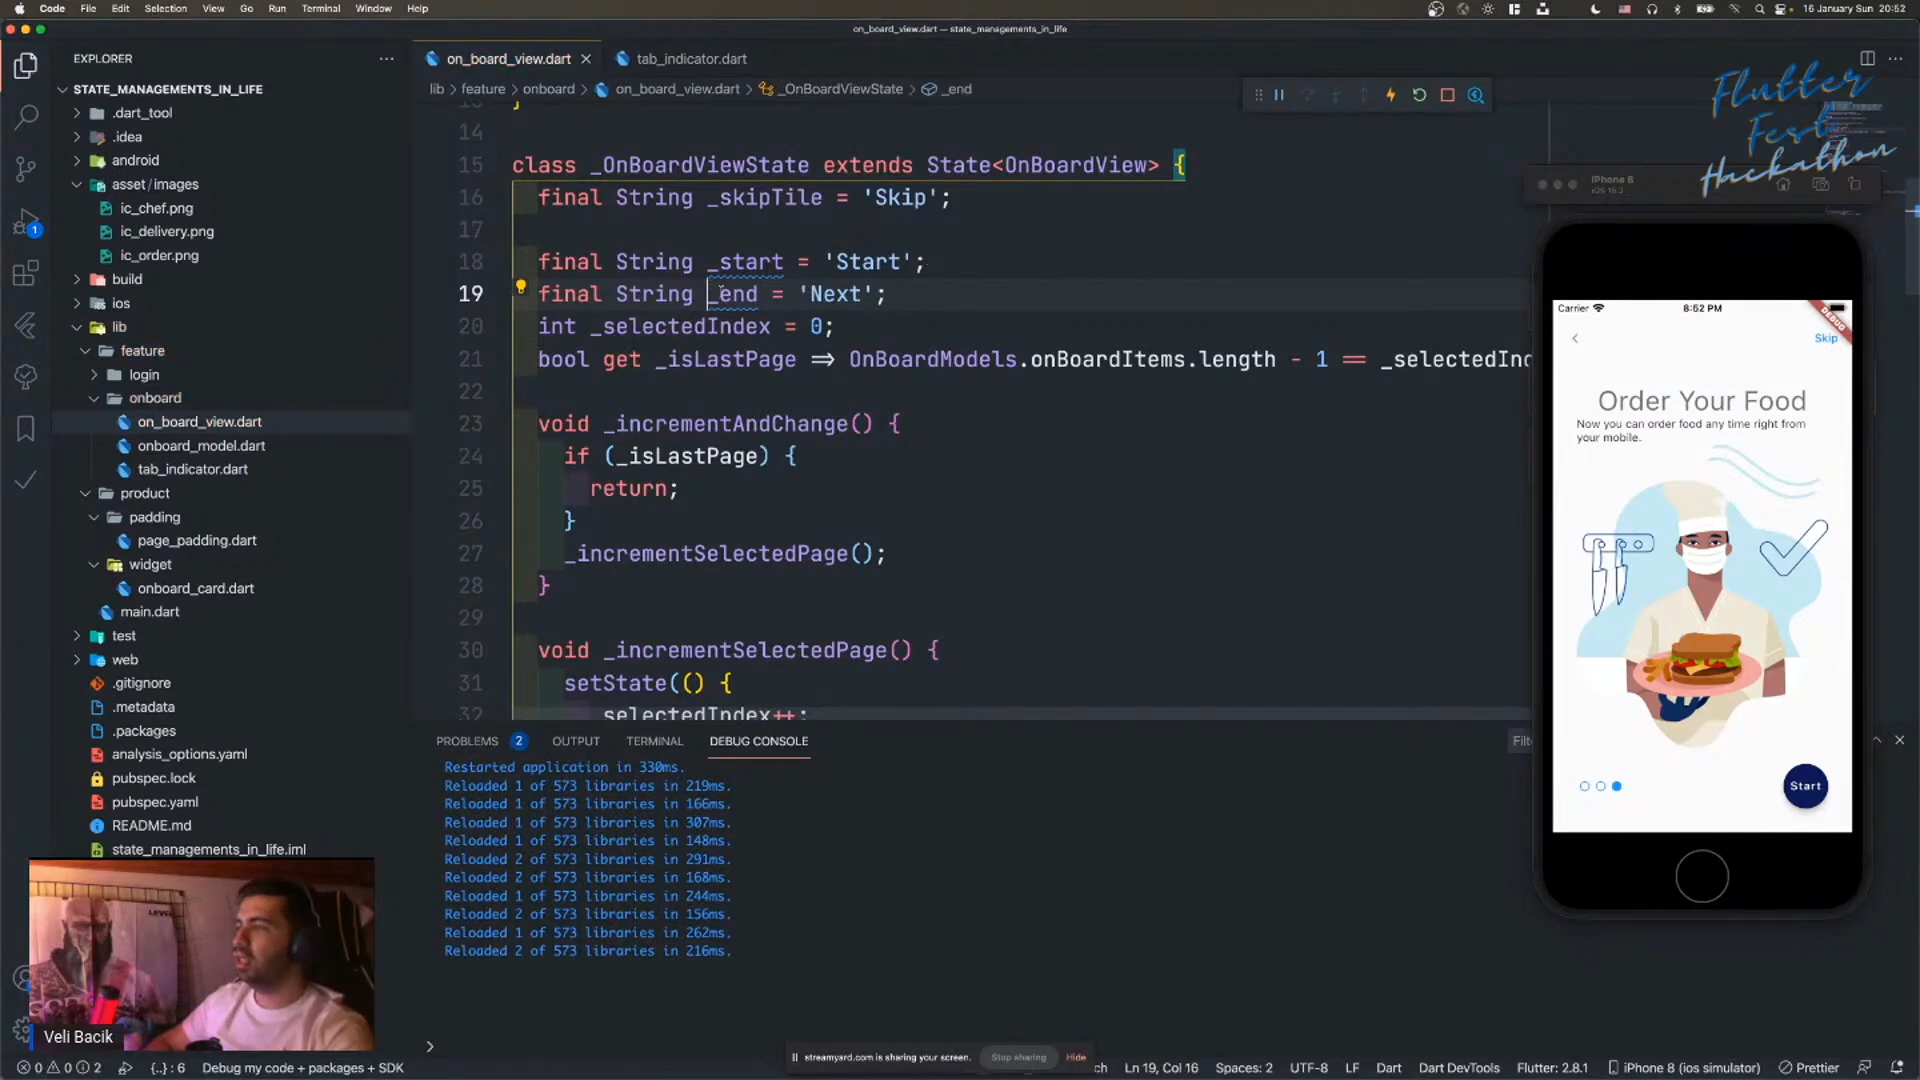 Code File Edit Selection View Go Run Terminal Window Help
16 January Sun 20:52
on_board_view.dart — state_managements_in_life
EXPLORER
on_board_view.dart
tab_indicator.dart
STATE_MANAGEMENTS_IN_LIFE
lib > feature > onboard > on_board_view.dart > _OnBoardViewState > _end
.dart_tool
.idea
android
asset/images
ic_chef.png
ic_delivery.png
ic_order.png
build
ios
lib
feature
login
onboard
on_board_view.dart
onboard_model.dart
tab_indicator.dart
product
padding
page_padding.dart
widget
onboard_card.dart
main.dart
test
web
.gitignore
.metadata
.packages
analysis_options.yaml
pubspec.lock
pubspec.yaml
README.md
state_managements_in_life.iml
1
14
15 class _OnBoardViewState extends State<OnBoardView> {
16 final String _skipTile = 'Skip';
17
18 final String _start = 'Start';
19 final String _end = 'Next';
20 int _selectedIndex = 0;
21 bool get _isLastPage => OnBoardModels.onBoardItems.length - 1 == _selectedInd
22
23 void _incrementAndChange() {
24 if (_isLastPage) {
25 return;
26 }
27 _incrementSelectedPage();
28 }
29
30 void _incrementSelectedPage() {
31 setState(() {
32 selectedIndex++;
PROBLEMS 2 OUTPUT TERMINAL DEBUG CONSOLE
Filte
Restarted application in 330ms.
Reloaded 1 of 573 libraries in 219ms.
Reloaded 1 of 573 libraries in 166ms.
Reloaded 1 of 573 libraries in 307ms.
Reloaded 1 of 573 libraries in 148ms.
Reloaded 2 of 573 libraries in 291ms.
Reloaded 2 of 573 libraries in 168ms.
Reloaded 1 of 573 libraries in 244ms.
Reloaded 2 of 573 libraries in 156ms.
Reloaded 1 of 573 libraries in 262ms.
Reloaded 2 of 573 libraries in 216ms.
Flutter
Fest
Hackathon
iPhone 8
iOS 15.2
Carrier 8:52 PM
DEBUG
Skip
Order Your Food
Now you can order food any time right from
your mobile.
Start
Veli Bacik
streamyard.com is sharing your screen. Stop sharing Hide
0 0 2 {..}: 6 Debug my code + packages + SDK
Ln 19, Col 16 Spaces: 2 UTF-8 LF Dart Dart DevTools Flutter: 2.8.1 iPhone 8 (ios simulator) Prettier